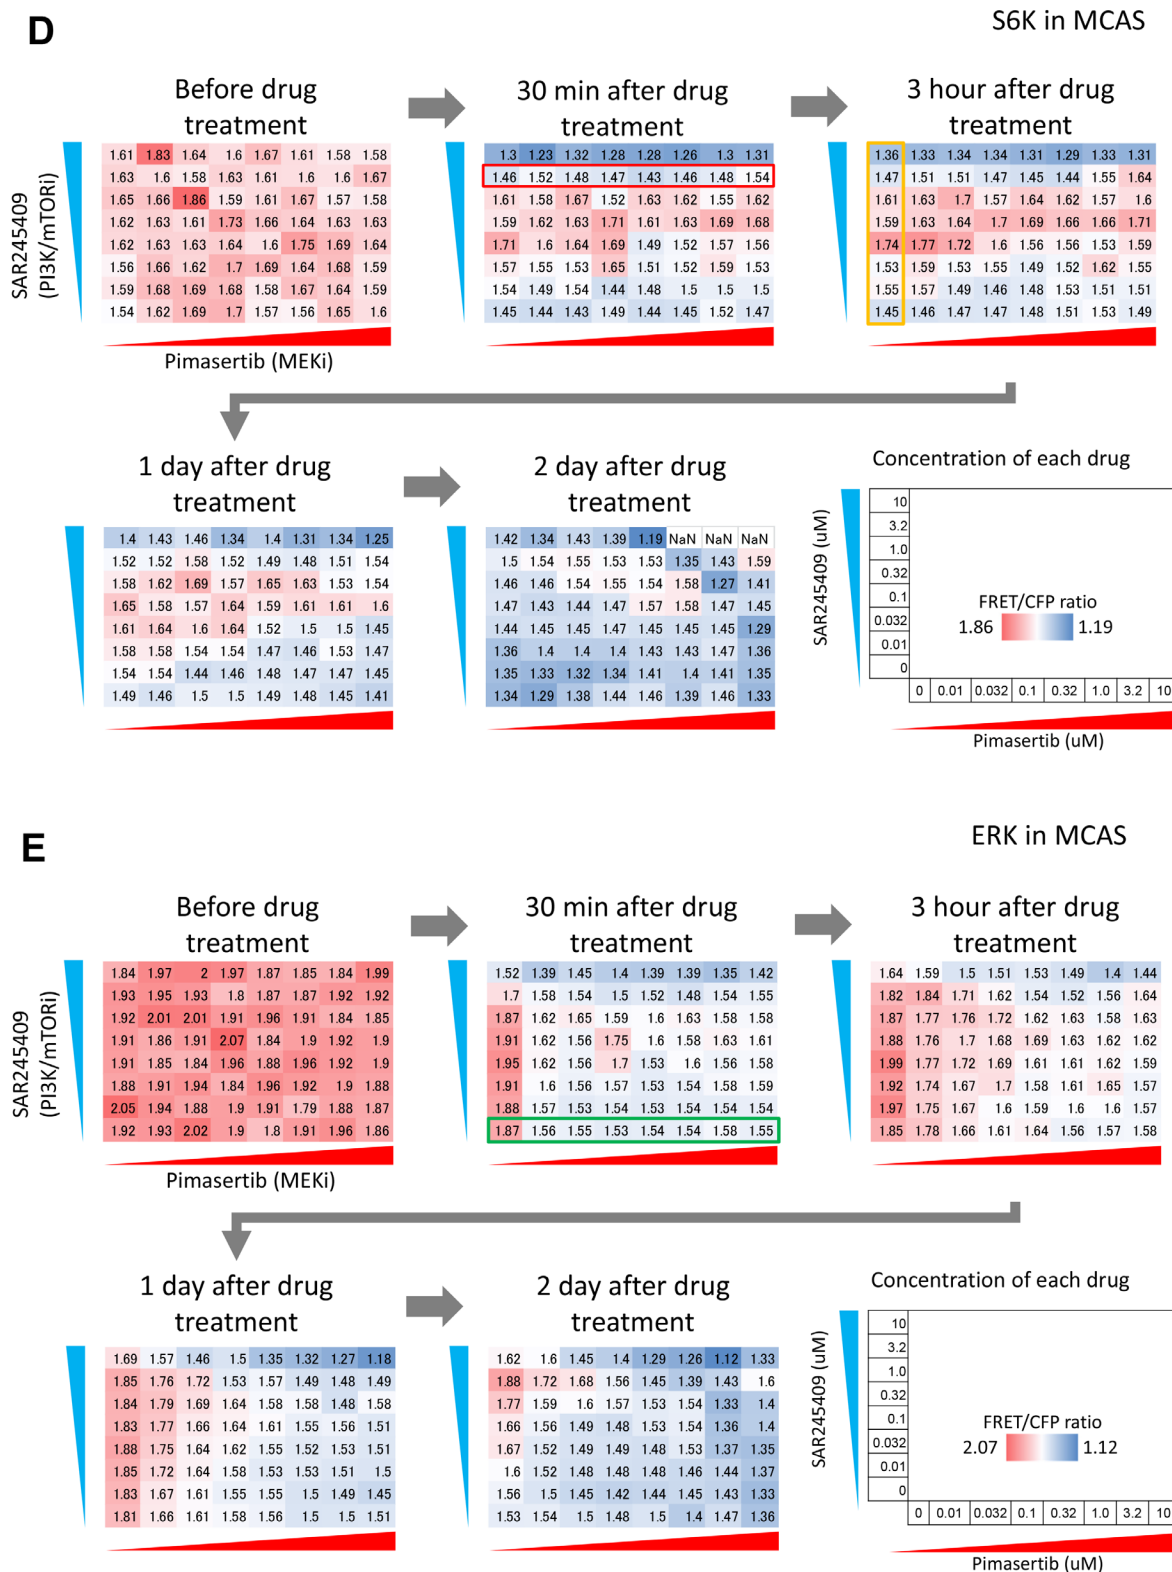 D
S6K in MCAS
Before drug
treatment
30 min after drug
treatment
3 hour after drug
treatment
SAR245409
(PI3K/mTORi)
1.61 1.83 1.64 1.6 1.67 1.61 1.58 1.58
1.63 1.6 1.58 1.63 1.61 1.6 1.6 1.67
1.65 1.66 1.86 1.59 1.61 1.67 1.57 1.58
1.62 1.63 1.61 1.73 1.66 1.64 1.63 1.63
1.62 1.63 1.63 1.64 1.6 1.75 1.69 1.64
1.56 1.66 1.62 1.7 1.69 1.64 1.68 1.59
1.59 1.68 1.69 1.68 1.58 1.67 1.64 1.59
1.54 1.62 1.69 1.7 1.57 1.56 1.65 1.6
Pimasertib (MEKi)
1.3 1.23 1.32 1.28 1.28 1.26 1.3 1.31
1.46 1.52 1.48 1.47 1.43 1.46 1.48 1.54
1.61 1.58 1.67 1.52 1.63 1.62 1.55 1.62
1.59 1.62 1.63 1.71 1.61 1.63 1.69 1.68
1.71 1.6 1.64 1.69 1.49 1.52 1.57 1.56
1.57 1.55 1.53 1.65 1.51 1.52 1.59 1.53
1.54 1.49 1.54 1.44 1.48 1.5 1.5 1.5
1.45 1.44 1.43 1.49 1.44 1.45 1.52 1.47
1.36 1.33 1.34 1.34 1.31 1.29 1.33 1.31
1.47 1.51 1.51 1.47 1.45 1.44 1.55 1.64
1.61 1.63 1.7 1.57 1.64 1.62 1.57 1.6
1.59 1.63 1.64 1.7 1.69 1.66 1.66 1.71
1.74 1.77 1.72 1.6 1.56 1.56 1.53 1.59
1.53 1.59 1.53 1.55 1.49 1.52 1.62 1.55
1.55 1.57 1.49 1.46 1.48 1.53 1.51 1.51
1.45 1.46 1.47 1.47 1.48 1.51 1.53 1.49
1 day after drug
treatment
2 day after drug
treatment
Concentration of each drug
1.4 1.43 1.46 1.34 1.4 1.31 1.34 1.25
1.52 1.52 1.58 1.52 1.49 1.48 1.51 1.54
1.58 1.62 1.69 1.57 1.65 1.63 1.53 1.54
1.65 1.58 1.57 1.64 1.59 1.61 1.61 1.6
1.61 1.64 1.6 1.64 1.52 1.5 1.5 1.45
1.58 1.58 1.54 1.54 1.47 1.46 1.53 1.47
1.54 1.54 1.44 1.46 1.48 1.47 1.47 1.45
1.49 1.46 1.5 1.5 1.49 1.48 1.45 1.41
1.42 1.34 1.43 1.39 1.19 NaN NaN NaN
1.5 1.54 1.55 1.53 1.53 1.35 1.43 1.59
1.46 1.46 1.54 1.55 1.54 1.58 1.27 1.41
1.47 1.43 1.44 1.47 1.57 1.58 1.47 1.45
1.44 1.45 1.45 1.47 1.45 1.45 1.45 1.29
1.36 1.4 1.4 1.4 1.43 1.43 1.47 1.36
1.35 1.33 1.32 1.34 1.41 1.4 1.41 1.35
1.34 1.29 1.38 1.44 1.46 1.39 1.46 1.33
SAR245409 (uM)
10
3.2
1.0
0.32
0.1
0.032
0.01
0
FRET/CFP ratio
1.86 1.19
0 0.01 0.032 0.1 0.32 1.0 3.2 10
Pimasertib (uM)
E
ERK in MCAS
Before drug
treatment
30 min after drug
treatment
3 hour after drug
treatment
SAR245409
(PI3K/mTORi)
1.84 1.97 2 1.97 1.87 1.85 1.84 1.99
1.93 1.95 1.93 1.8 1.87 1.87 1.92 1.92
1.92 2.01 2.01 1.91 1.96 1.91 1.84 1.85
1.91 1.86 1.91 2.07 1.84 1.9 1.92 1.9
1.91 1.85 1.84 1.96 1.88 1.96 1.92 1.9
1.88 1.91 1.94 1.84 1.96 1.92 1.9 1.88
2.05 1.94 1.88 1.9 1.91 1.79 1.88 1.87
1.92 1.93 2.02 1.9 1.8 1.91 1.96 1.86
Pimasertib (MEKi)
1.52 1.39 1.45 1.4 1.39 1.39 1.35 1.42
1.7 1.58 1.54 1.5 1.52 1.48 1.54 1.55
1.87 1.62 1.65 1.59 1.6 1.63 1.58 1.58
1.91 1.62 1.56 1.75 1.6 1.58 1.63 1.61
1.95 1.62 1.56 1.7 1.53 1.6 1.56 1.58
1.91 1.6 1.56 1.57 1.53 1.54 1.58 1.59
1.88 1.57 1.53 1.54 1.53 1.54 1.54 1.54
1.87 1.56 1.55 1.53 1.54 1.54 1.58 1.55
1.64 1.59 1.5 1.51 1.53 1.49 1.4 1.44
1.82 1.84 1.71 1.62 1.54 1.52 1.56 1.64
1.87 1.77 1.76 1.72 1.62 1.63 1.58 1.63
1.88 1.76 1.7 1.68 1.69 1.63 1.62 1.62
1.99 1.77 1.72 1.69 1.61 1.61 1.62 1.59
1.92 1.74 1.67 1.7 1.58 1.61 1.65 1.57
1.97 1.75 1.67 1.6 1.59 1.6 1.6 1.57
1.85 1.78 1.66 1.61 1.64 1.56 1.57 1.58
1 day after drug
treatment
2 day after drug
treatment
Concentration of each drug
1.69 1.57 1.46 1.5 1.35 1.32 1.27 1.18
1.85 1.76 1.72 1.53 1.57 1.49 1.48 1.49
1.84 1.79 1.69 1.64 1.58 1.58 1.48 1.58
1.83 1.77 1.66 1.64 1.61 1.55 1.56 1.51
1.88 1.75 1.64 1.62 1.55 1.52 1.53 1.51
1.85 1.72 1.64 1.58 1.53 1.53 1.51 1.5
1.83 1.67 1.61 1.55 1.55 1.5 1.49 1.45
1.81 1.66 1.61 1.58 1.56 1.5 1.5 1.51
1.62 1.6 1.45 1.4 1.29 1.26 1.12 1.33
1.88 1.72 1.68 1.56 1.45 1.39 1.43 1.6
1.77 1.59 1.6 1.57 1.53 1.54 1.33 1.4
1.66 1.56 1.49 1.48 1.53 1.54 1.36 1.4
1.67 1.52 1.49 1.49 1.48 1.53 1.37 1.35
1.6 1.52 1.48 1.48 1.48 1.46 1.44 1.37
1.56 1.5 1.45 1.42 1.44 1.45 1.43 1.33
1.53 1.54 1.5 1.48 1.5 1.4 1.47 1.36
SAR245409 (uM)
10
3.2
1.0
0.32
0.1
0.032
0.01
0
FRET/CFP ratio
2.07 1.12
0 0.01 0.032 0.1 0.32 1.0 3.2 10
Pimasertib (uM)